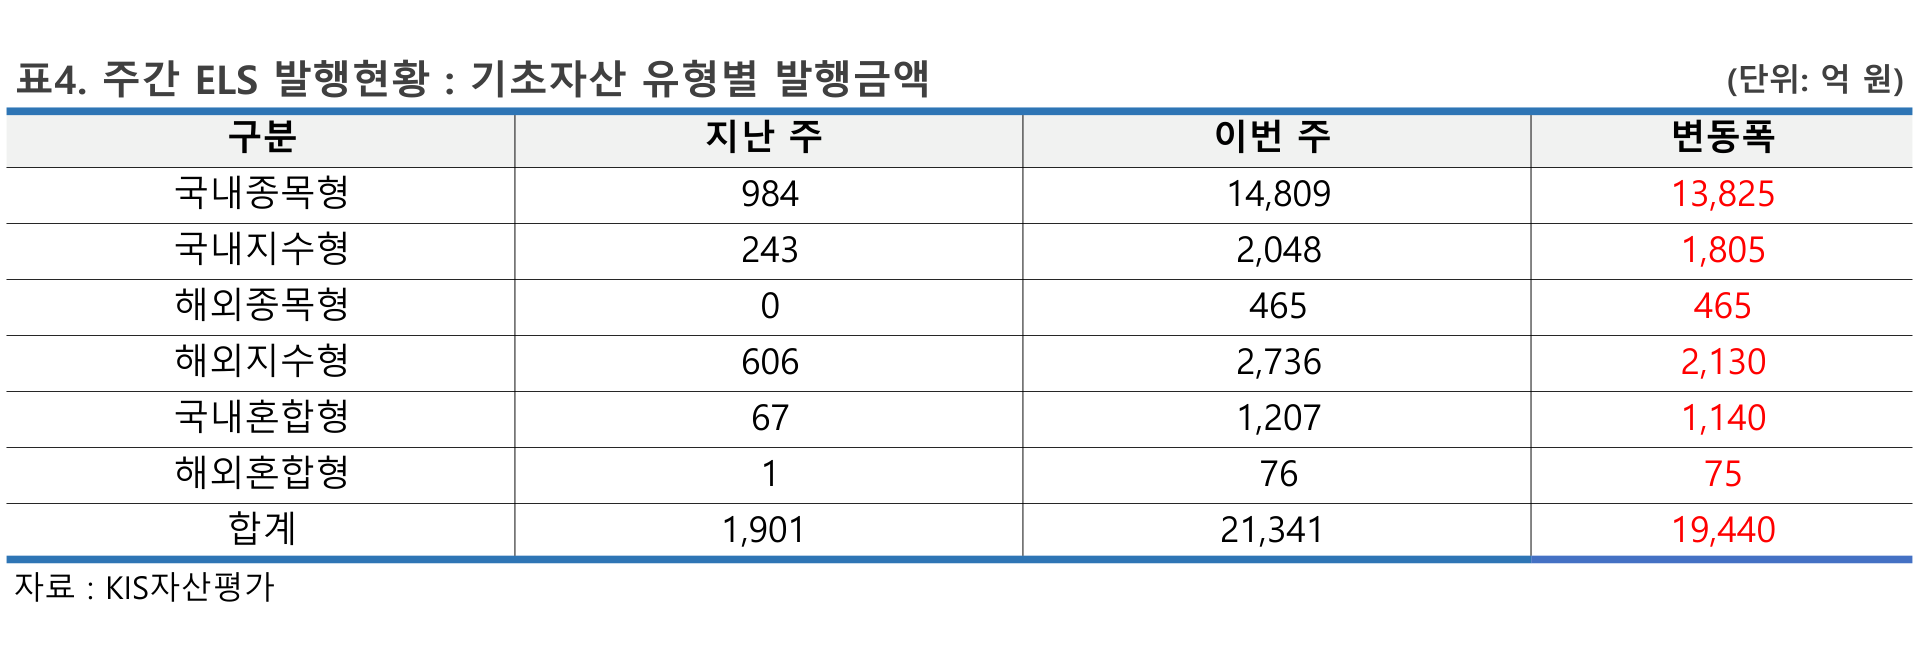 표4. 주간 ELS 발행현황 : 기초자산 유형별 발행금액 (단위: 억 원)
구분 지난 주 이번 주 변동폭
국내종목형 984 14,809 13,825
국내지수형 243 2,048 1,805
해외종목형 0 465 465
해외지수형 606 2,736 2,130
국내혼합형 67 1,207 1,140
해외혼합형 1 76 75
합계 1,901 21,341 19,440
자료 : KIS자산평가